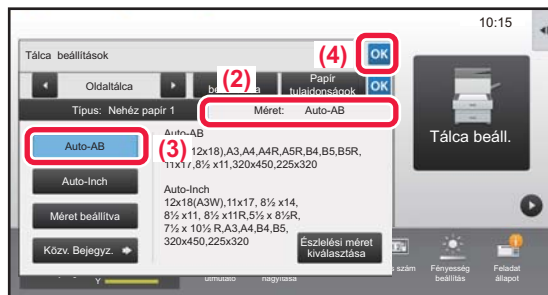 10:15
Tálca beállítások
(4)
OK
Oldaltálca
(2)
Papír
tulajdonságok
OK
Típus: Nehéz papír 1
Méret: Auto-AB
Tálca beáll.
Auto-AB
(3)
Auto-AB
12x18),A3,A4,A4R,A5R,B4,B5,B5R,
11x17,8½ x11,320x450,225x320
Auto-Inch
Auto-Inch
12x18(A3W),11x17, 8½ x14,
8½ x11, 8½ x11R,5½ x 8½R,
7½ x 10½ R,A3,A4,B4,B5,
320x450,225x320
Méret beállítva
Közv. Bejegyz.
Észlelési méret
kiválasztása
szám
Fényesség
beállítás
Feladat
állapot
Y
útmutató
nagyítása